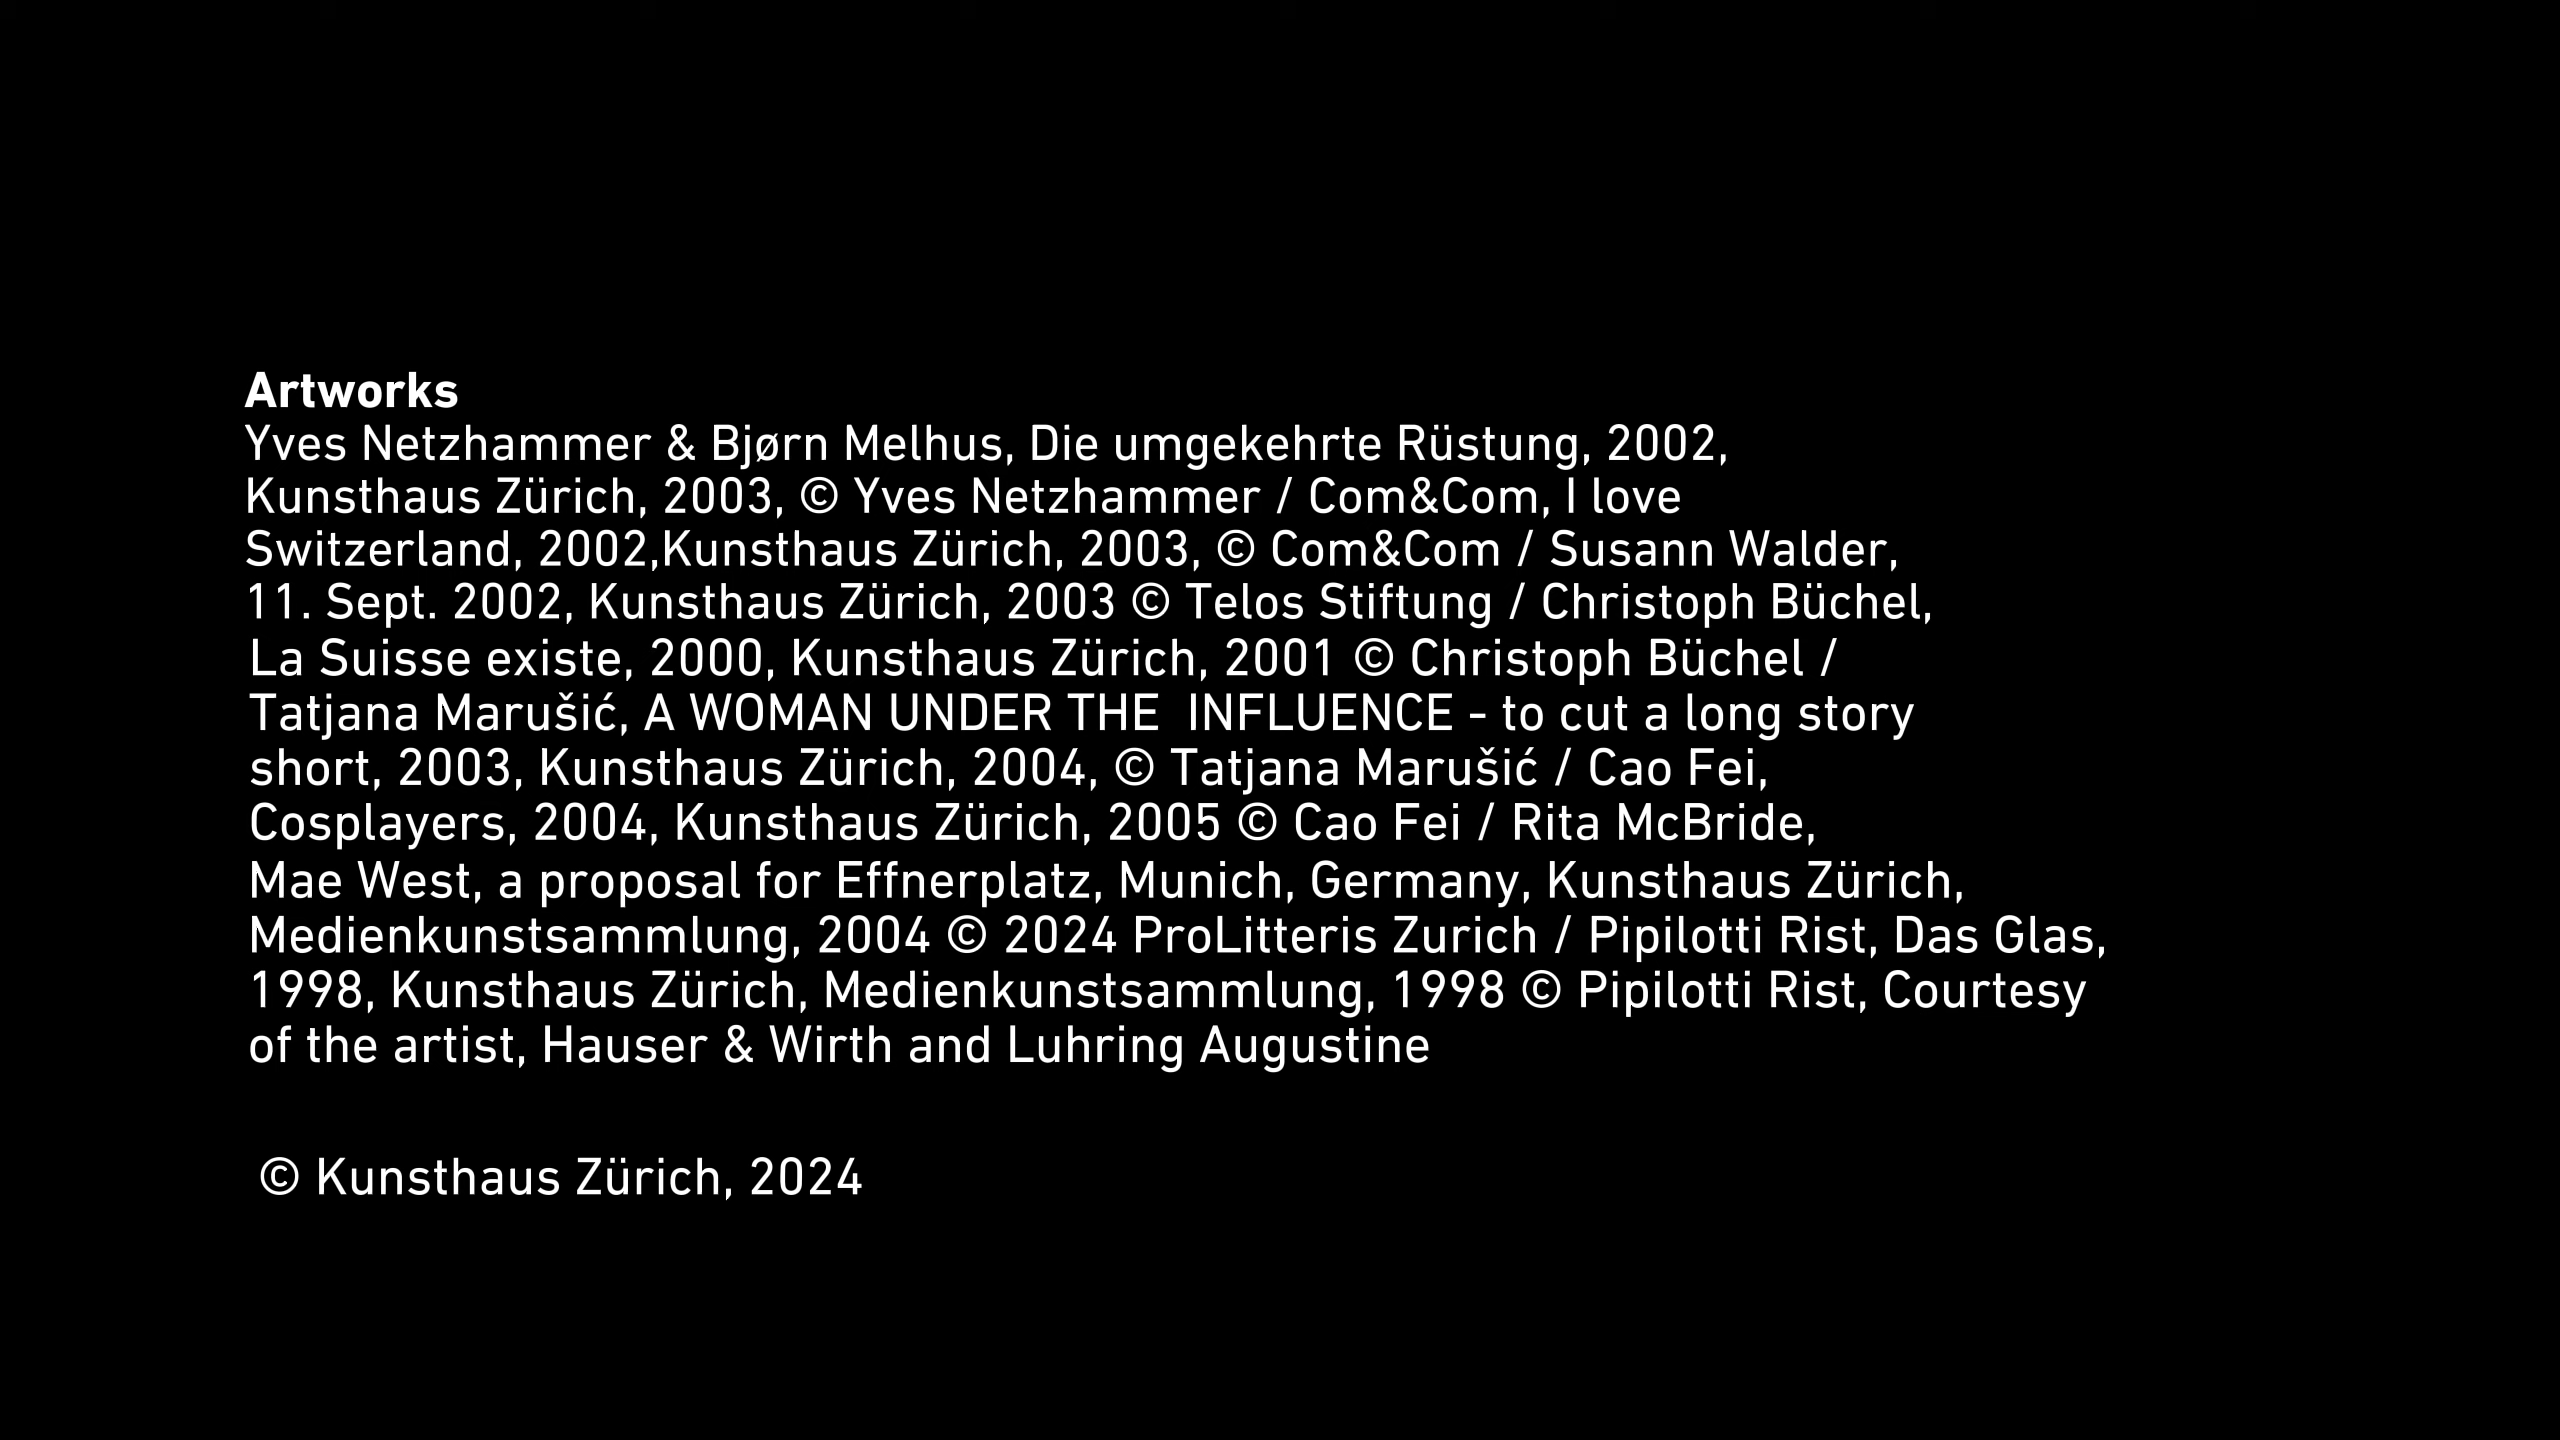 Artworks
Yves Netzhammer & Bjørn Melhus, Die umgekehrte Rüstung, 2002,
Kunsthaus Zürich, 2003, © Yves Netzhammer / Com&Com, I love
Switzerland, 2002,Kunsthaus Zürich, 2003, © Com&Com / Susann Walder,
11. Sept. 2002, Kunsthaus Zürich, 2003 © Telos Stiftung / Christoph Büchel,
La Suisse existe, 2000, Kunsthaus Zürich, 2001 © Christoph Büchel /
Tatjana Marušić, A WOMAN UNDER THE  INFLUENCE - to cut a long story
short, 2003, Kunsthaus Zürich, 2004, © Tatjana Marušić / Cao Fei,
Cosplayers, 2004, Kunsthaus Zürich, 2005 © Cao Fei / Rita McBride,
Mae West, a proposal for Effnerplatz, Munich, Germany, Kunsthaus Zürich,
Medienkunstsammlung, 2004 © 2024 ProLitteris Zurich / Pipilotti Rist, Das Glas,
1998, Kunsthaus Zürich, Medienkunstsammlung, 1998 © Pipilotti Rist, Courtesy
of the artist, Hauser & Wirth and Luhring Augustine
© Kunsthaus Zürich, 2024